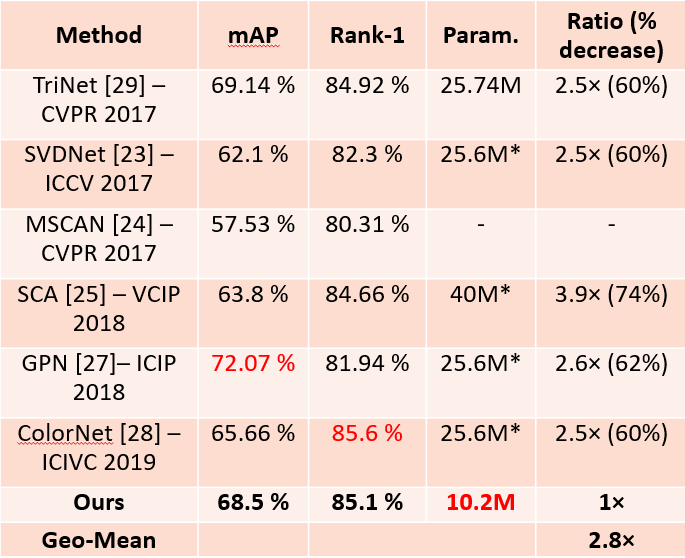 Method mAP Rank-1 Param. Ratio (% decrease)
TriNet [29] – CVPR 2017 69.14 % 84.92 % 25.74M 2.5× (60%)
SVDNet [23] – ICCV 2017 62.1 % 82.3 % 25.6M* 2.5× (60%)
MSCAN [24] – CVPR 2017 57.53 % 80.31 % - -
SCA [25] – VCIP 2018 63.8 % 84.66 % 40M* 3.9× (74%)
GPN [27]– ICIP 2018 72.07 % 81.94 % 25.6M* 2.6× (62%)
ColorNet [28] – ICIVC 2019 65.66 % 85.6 % 25.6M* 2.5× (60%)
Ours 68.5 % 85.1 % 10.2M 1×
Geo-Mean 2.8×